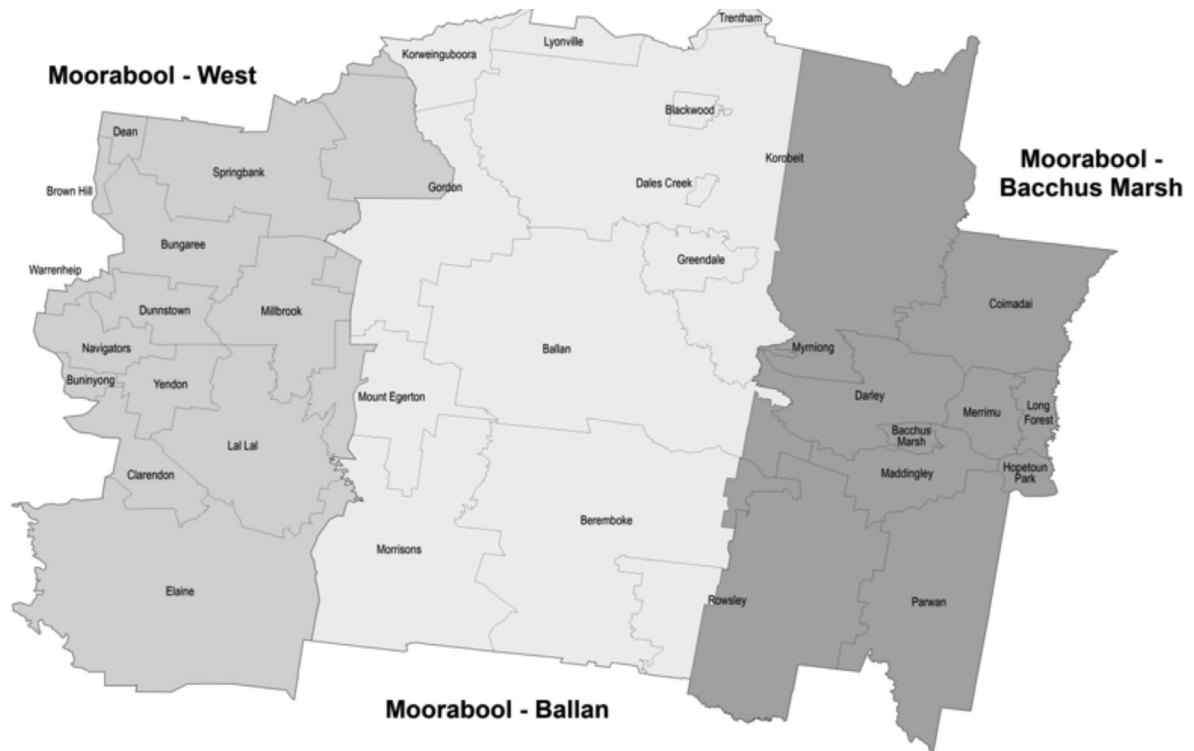 Trentham
Lyonville
Korweinguboora
Moorabool - West
Blackwood
Dean
Korobeit
Moorabool -
Bacchus Marsh
Springbank
Dales Creek
Gordon
Brown Hill
Bungaree
Greendale
Warrenheip
Coimadai
Dunnstown
Millbrook
Navigators
Ballan
Myrniong
Buninyong
Yendon
Mount Egerton
Darley
Merrimu
Long
Forest
Bacchus
Marsh
Lal Lal
Clarendon
Maddingley
Hopetoun
Park
Beremboke
Morrisons
Elaine
Rowsley
Parwan
Moorabool - Ballan